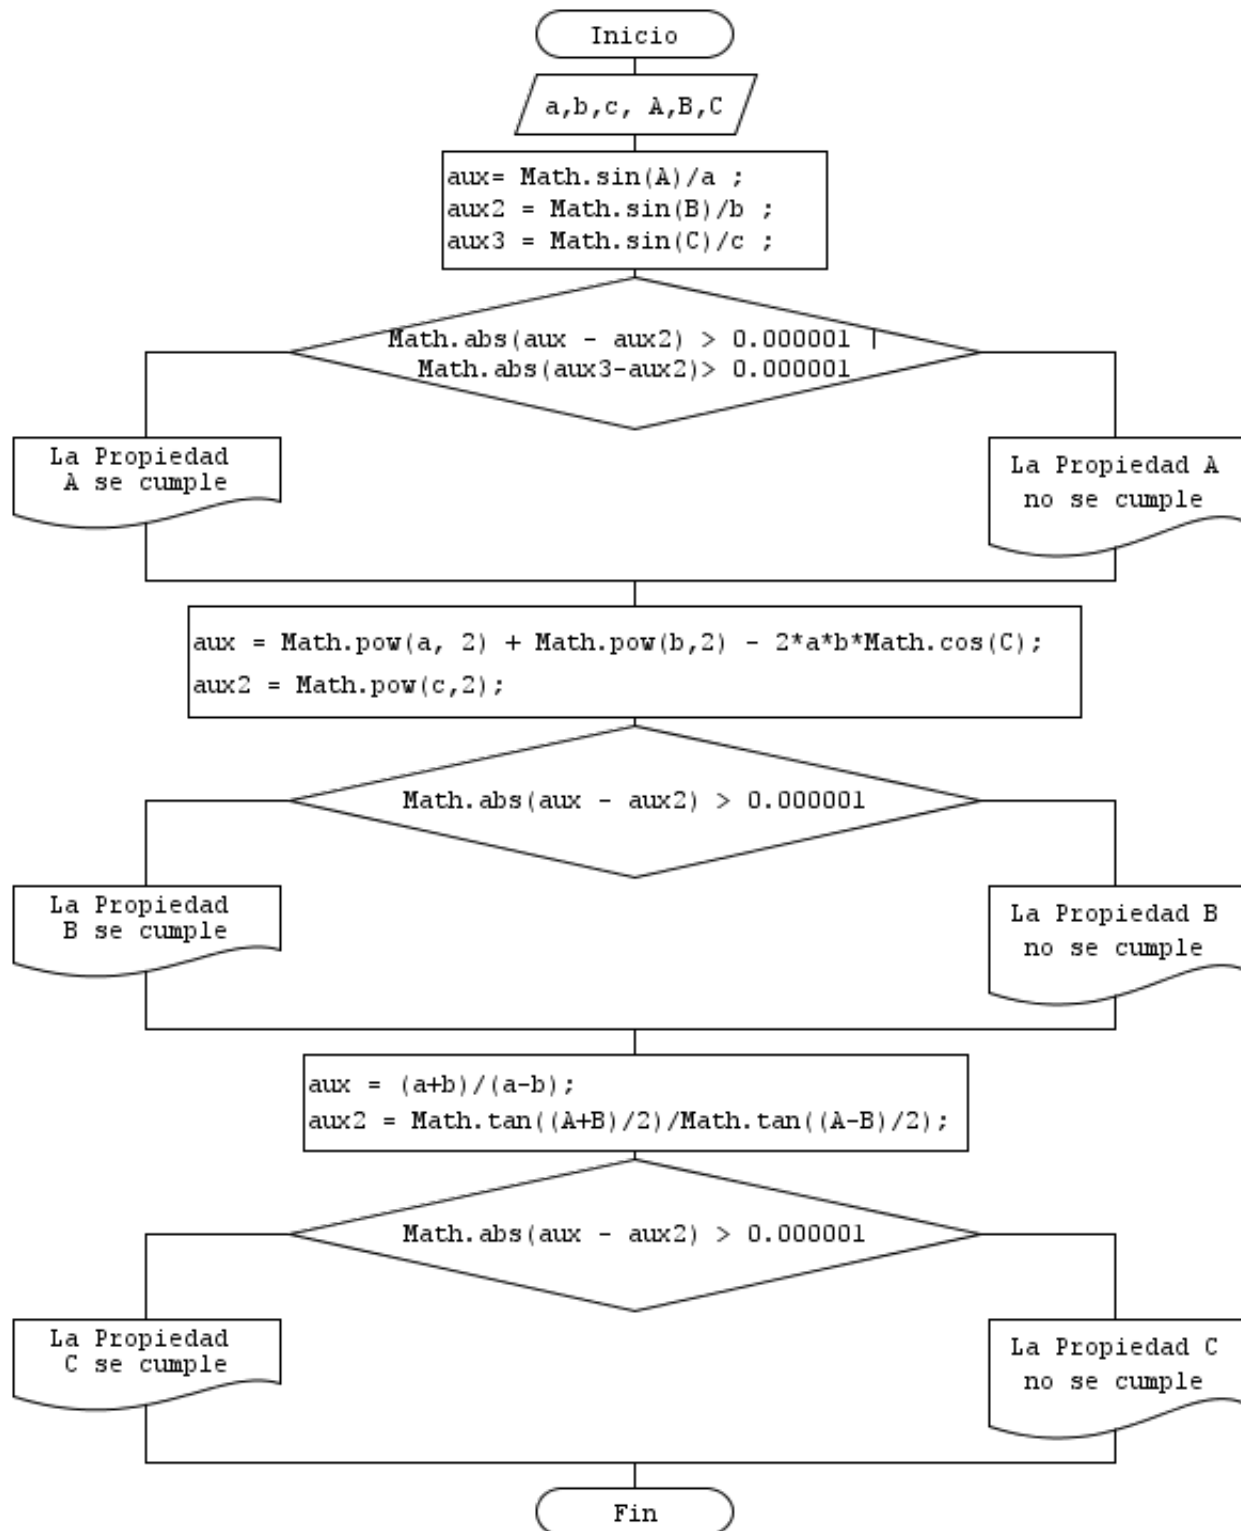 Inicio
a,b,c, A,B,C
aux= Math.sin(A)/a ;
aux2 = Math.sin(B)/b ;
aux3 = Math.sin(C)/c ;
Math.abs(aux - aux2) > 0.000001 |
Math.abs(aux3-aux2)> 0.000001
La Propiedad
A se cumple
La Propiedad A
no se cumple
aux = Math.pow(a, 2) + Math.pow(b,2) - 2*a*b*Math.cos(C);
aux2 = Math.pow(c,2);
Math.abs(aux - aux2) > 0.000001
La Propiedad
B se cumple
La Propiedad B
no se cumple
aux = (a+b)/(a-b);
aux2 = Math.tan((A+B)/2)/Math.tan((A-B)/2);
Math.abs(aux - aux2) > 0.000001
La Propiedad
C se cumple
La Propiedad C
no se cumple
Fin